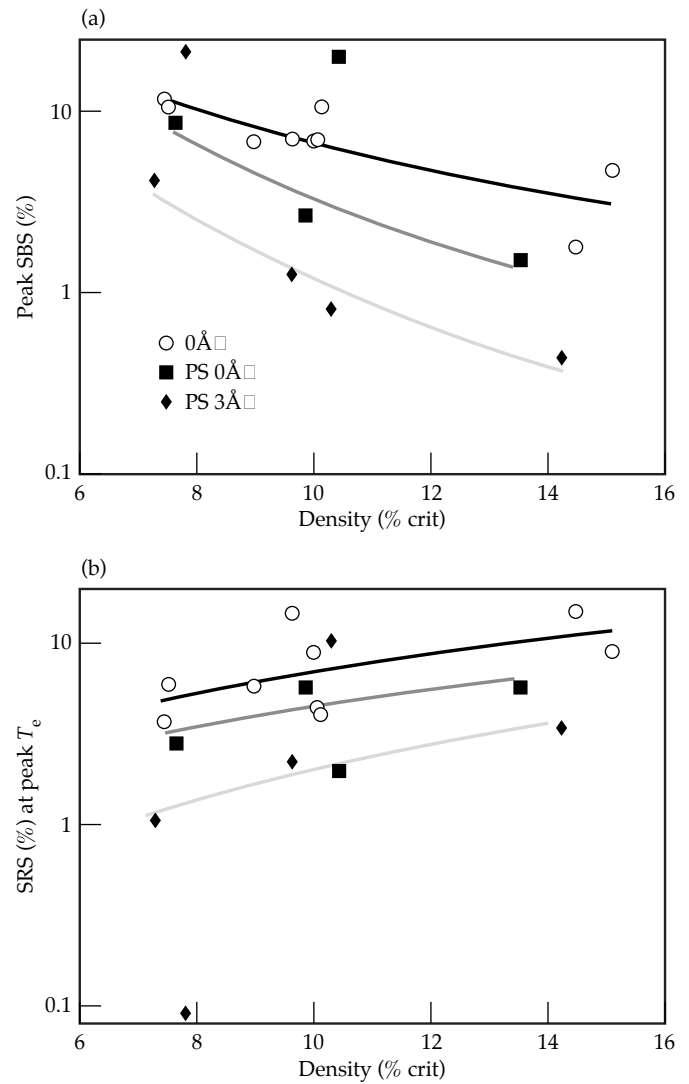 (a)
10
1
0.1
Peak SBS (%)
0Å
PS 0Å
PS 3Å
6 8 10 12 14 16
Density (% crit)
(b)
10
1
0.1
SRS (%) at peak Te
6 8 10 12 14 16
Density (% crit)